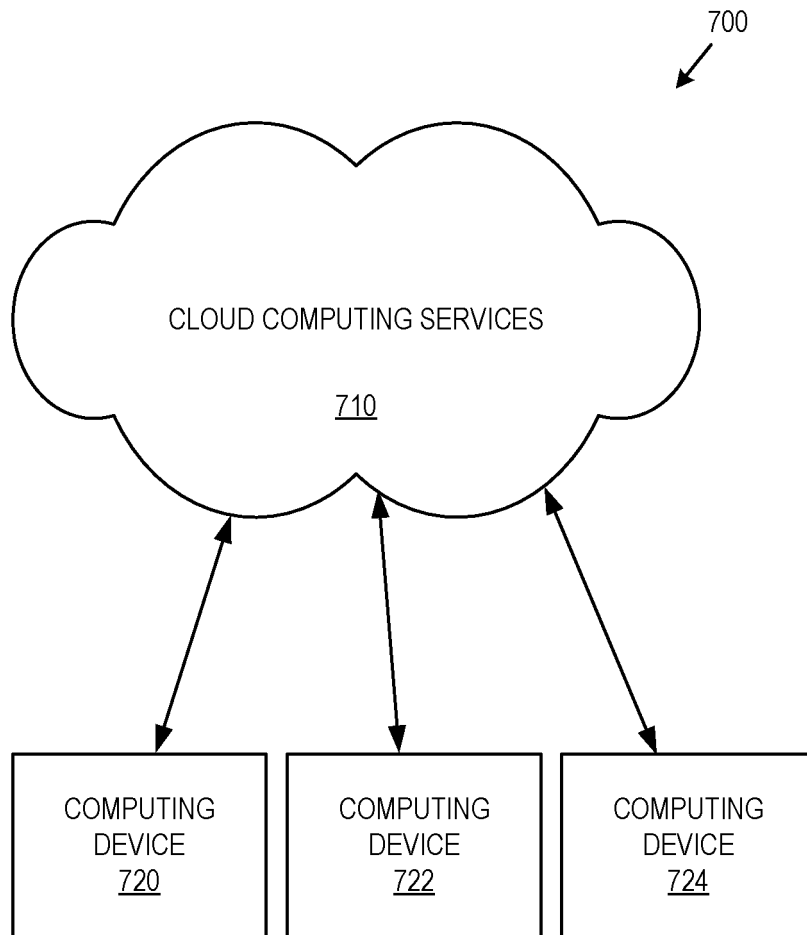 700
CLOUD COMPUTING SERVICES
710
COMPUTING
DEVICE
720
COMPUTING
DEVICE
722
COMPUTING
DEVICE
724